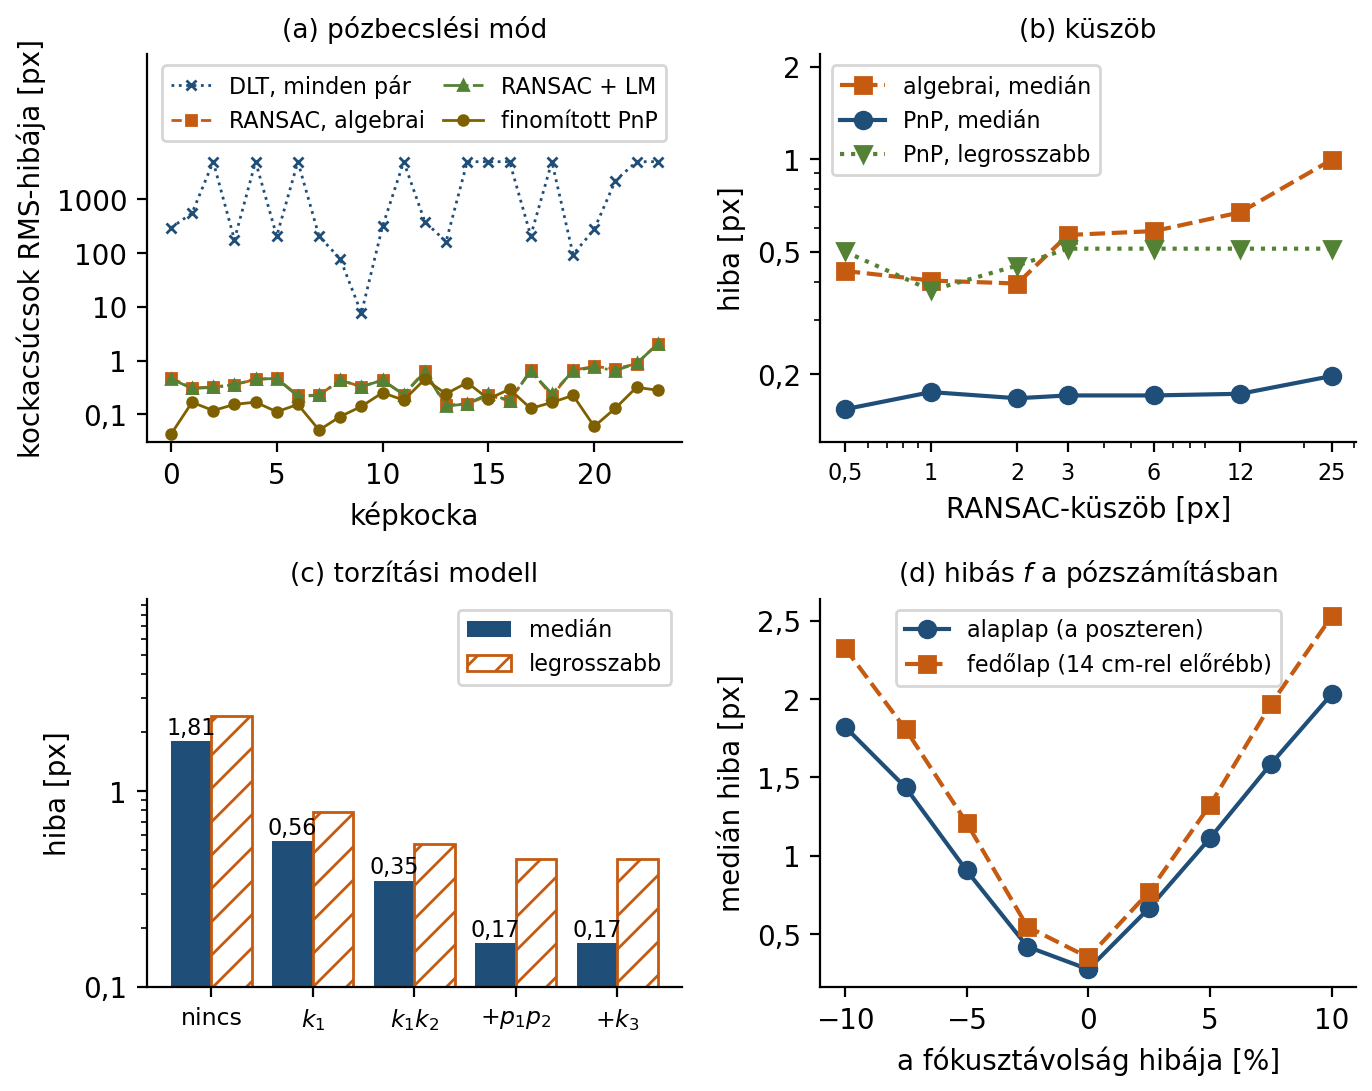 (a) pózbecslési mód
kockacsúcsok RMS-hibája [px]
DLT, minden pár
RANSAC, algebrai
RANSAC + LM
finomított PnP
1000
100
10
1
0,1
0 5 10 15 20
képkocka
(b) küszöb
hiba [px]
algebrai, medián
PnP, medián
PnP, legrosszabb
2
1
0,5
0,2
0,5 1 2 3 6 12 25
RANSAC-küszöb [px]
(c) torzítási modell
hiba [px]
medián
legrosszabb
1
0,1
1,81
0,56
0,35
0,17
0,17
nincs k₁ k₁k₂ +p₁p₂ +k₃
(d) hibás f a pózszámításban
medián hiba [px]
alaplap (a poszteren)
fedőlap (14 cm-rel előrébb)
2,5
2
1,5
1
0,5
−10 −5 0 5 10
a fókusztávolság hibája [%]